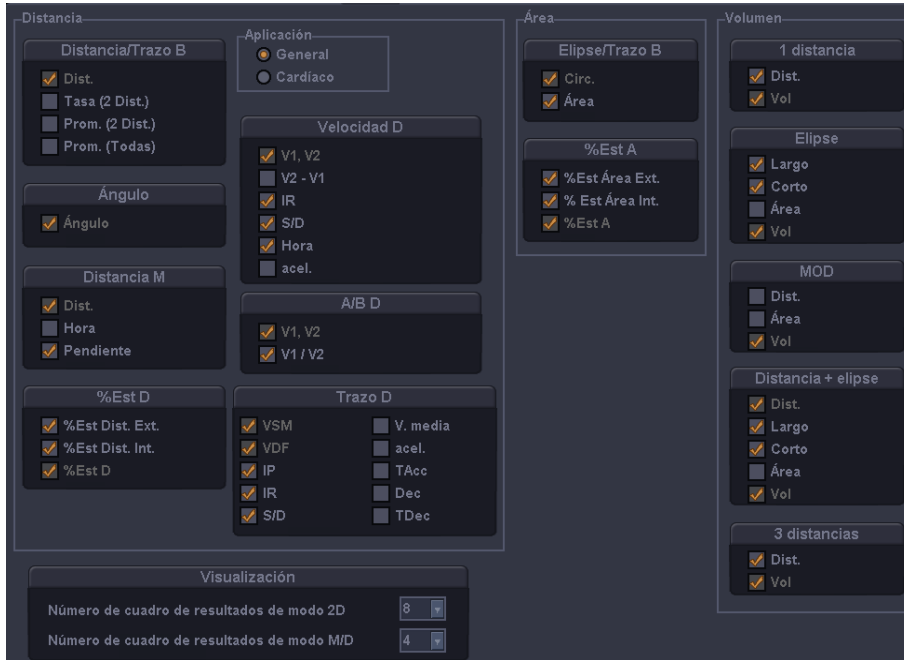 Distancia
Distancia/Trazo B
Dist.
Tasa (2 Dist.)
Prom. (2 Dist.)
Prom. (Todas)
Ángulo
Ángulo
Distancia M
Dist.
Hora
Pendiente
%Est D
%Est Dist. Ext.
%Est Dist. Int.
%Est D
Aplicación
General
Cardíaco
Velocidad D
V1, V2
V2 - V1
IR
S/D
Hora
acel.
A/B D
V1, V2
V1 / V2
Trazo D
VSM
VDF
IP
IR
S/D
V. media
acel.
TAcc
Dec
TDec
Área
Elipse/Trazo B
Circ.
Área
%Est A
%Est Área Ext.
% Est Área Int.
%Est A
Volumen
1 distancia
Dist.
Vol
Elipse
Largo
Corto
Área
Vol
MOD
Dist.
Área
Vol
Distancia + elipse
Dist.
Largo
Corto
Área
Vol
3 distancias
Dist.
Vol
Visualización
Número de cuadro de resultados de modo 2D 8
Número de cuadro de resultados de modo M/D 4